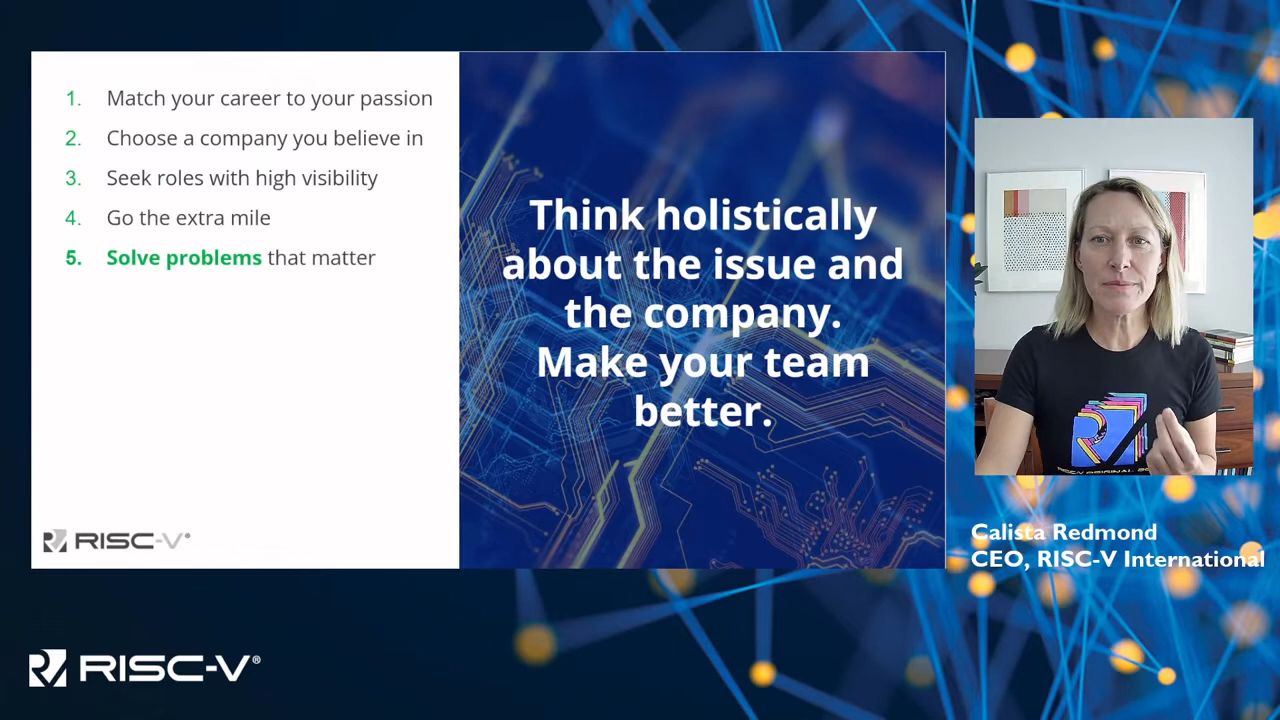 1. Match your career to your passion
2. Choose a company you believe in
3. Seek roles with high visibility
4. Go the extra mile
5. Solve problems that matter
RISC-V®
Think holistically
about the issue and
the company.
Make your team
better.
Calista Redmond
CEO, RISC-V International
RISC-V®